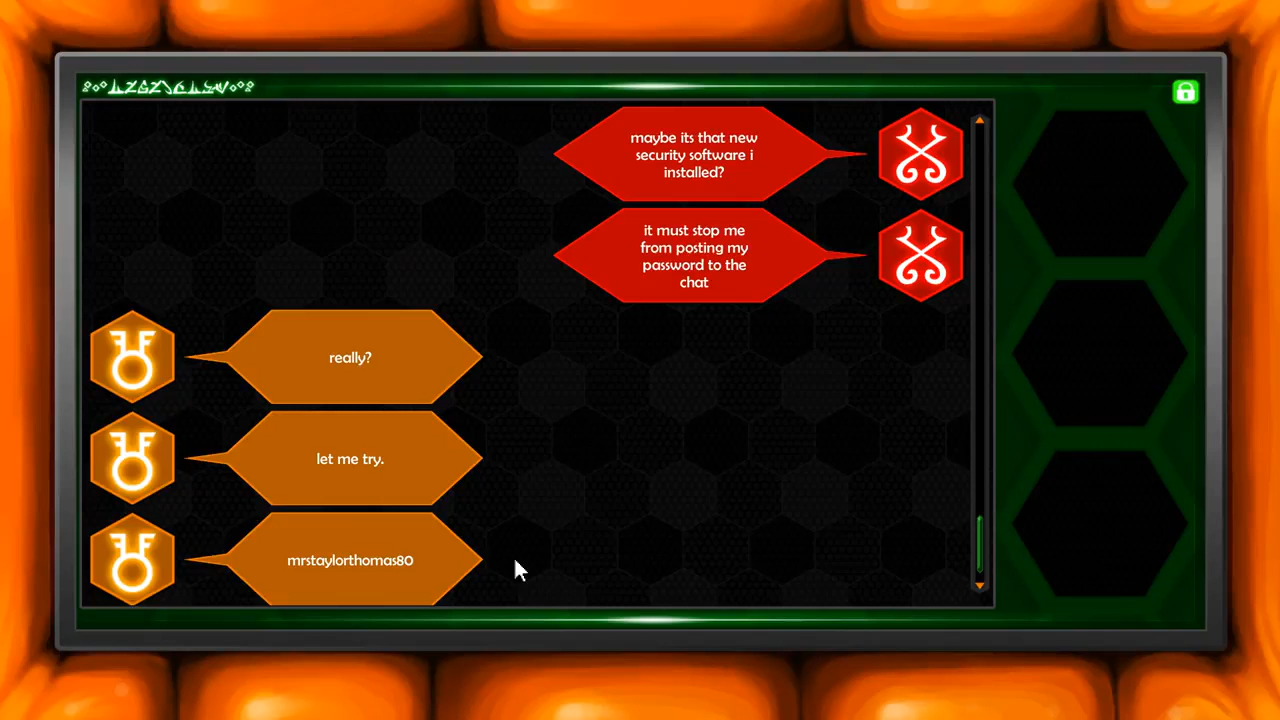 maybe its that new
security software i
installed?
it must stop me
from posting my
password to the
chat
really?
let me try.
mrstaylorthomas80